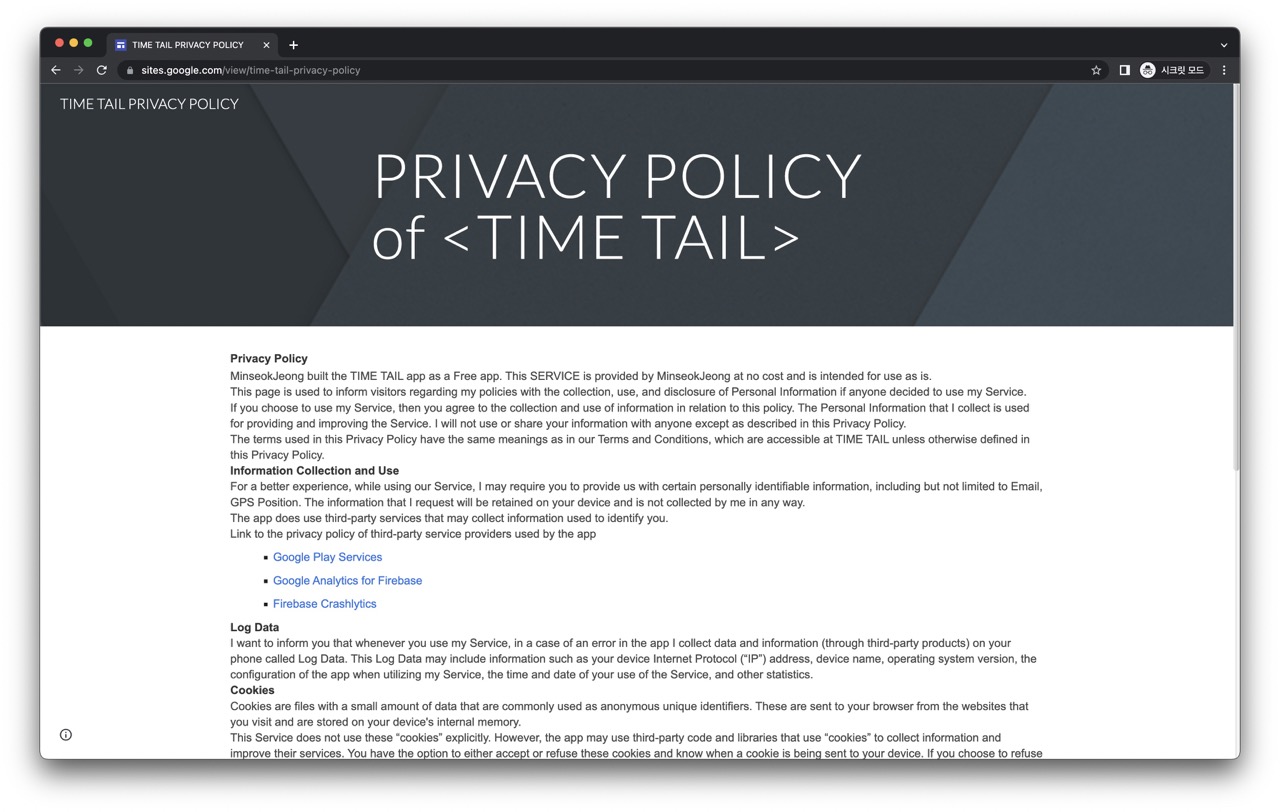 TIME TAIL PRIVACY POLICY
sites.google.com/view/time-tail-privacy-policy
시크릿 모드
TIME TAIL PRIVACY POLICY
PRIVACY POLICY
of <TIME TAIL>
Privacy Policy
MinseokJeong built the TIME TAIL app as a Free app. This SERVICE is provided by MinseokJeong at no cost and is intended for use as is.
This page is used to inform visitors regarding my policies with the collection, use, and disclosure of Personal Information if anyone decided to use my Service.
If you choose to use my Service, then you agree to the collection and use of information in relation to this policy. The Personal Information that I collect is used
for providing and improving the Service. I will not use or share your information with anyone except as described in this Privacy Policy.
The terms used in this Privacy Policy have the same meanings as in our Terms and Conditions, which are accessible at TIME TAIL unless otherwise defined in
this Privacy Policy.
Information Collection and Use
For a better experience, while using our Service, I may require you to provide us with certain personally identifiable information, including but not limited to Email,
GPS Position. The information that I request will be retained on your device and is not collected by me in any way.
The app does use third-party services that may collect information used to identify you.
Link to the privacy policy of third-party service providers used by the app
▪ Google Play Services
▪ Google Analytics for Firebase
▪ Firebase Crashlytics
Log Data
I want to inform you that whenever you use my Service, in a case of an error in the app I collect data and information (through third-party products) on your
phone called Log Data. This Log Data may include information such as your device Internet Protocol (“IP”) address, device name, operating system version, the
configuration of the app when utilizing my Service, the time and date of your use of the Service, and other statistics.
Cookies
Cookies are files with a small amount of data that are commonly used as anonymous unique identifiers. These are sent to your browser from the websites that
you visit and are stored on your device's internal memory.
This Service does not use these “cookies” explicitly. However, the app may use third-party code and libraries that use “cookies” to collect information and
improve their services. You have the option to either accept or refuse these cookies and know when a cookie is being sent to your device. If you choose to refuse